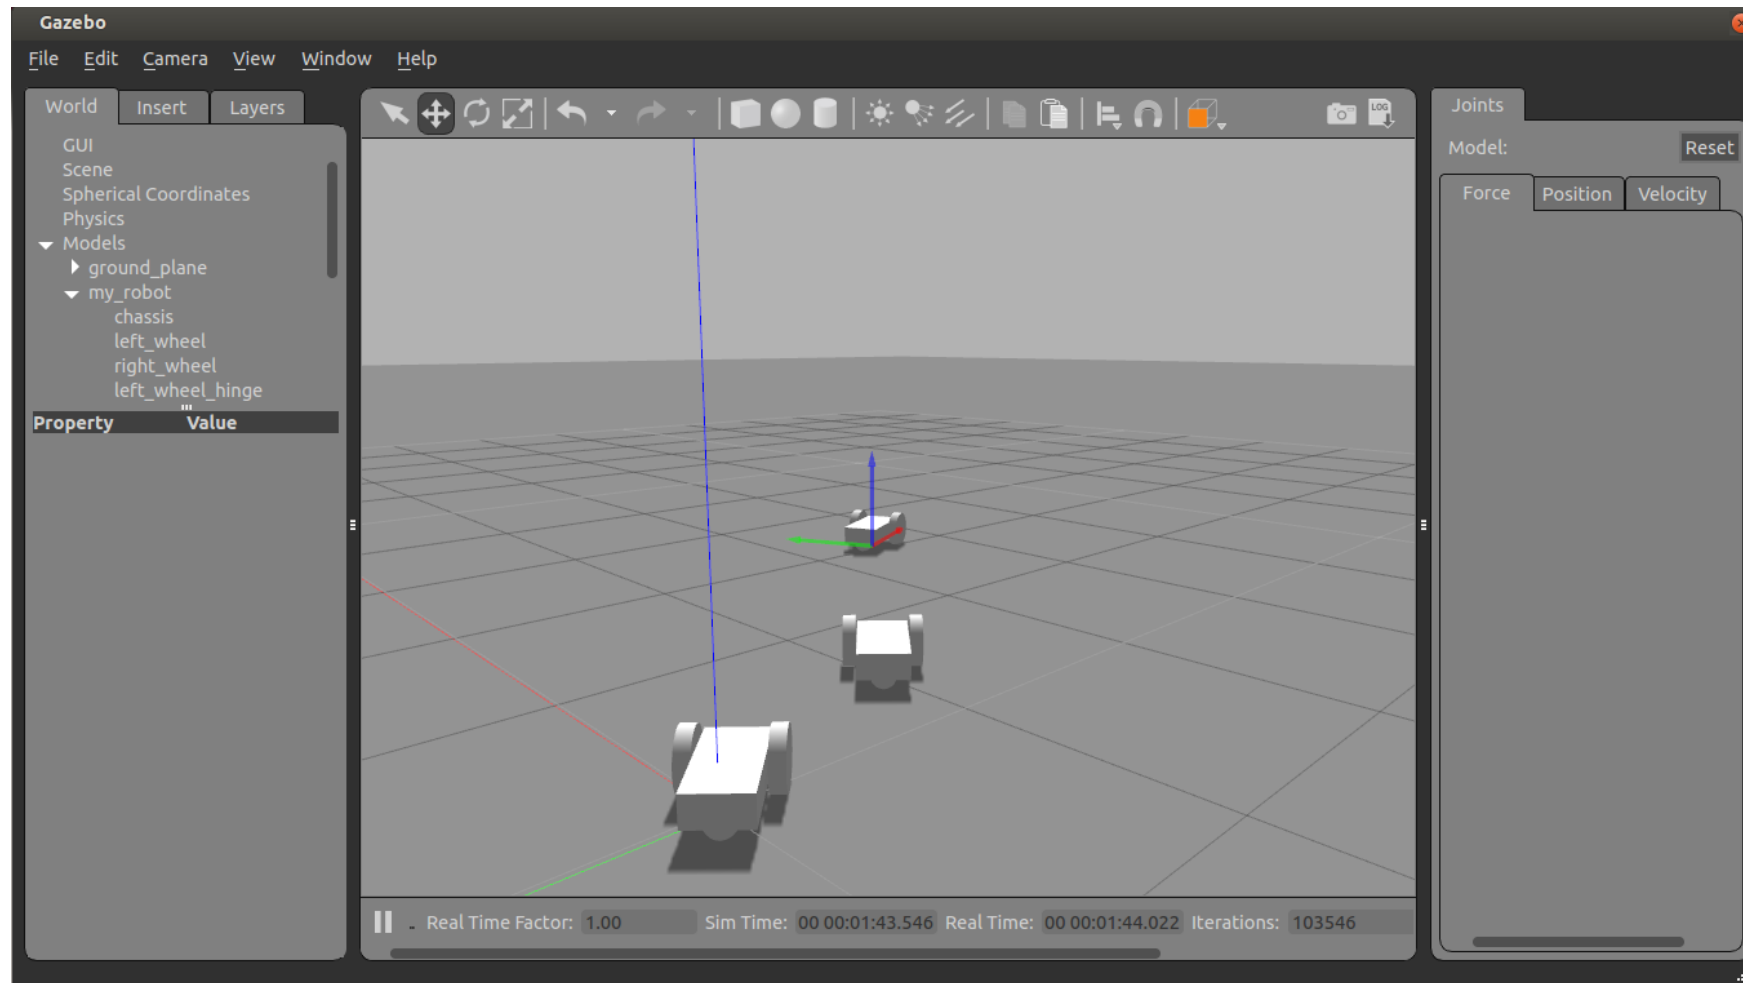 Gazebo
File Edit Camera View Window Help
World Insert Layers
GUI
Scene
Spherical Coordinates
Physics
Models
ground_plane
my_robot
chassis
left_wheel
right_wheel
left_wheel_hinge
Property Value
LOG
Real Time Factor: 1.00 Sim Time: 00 00:01:43.546 Real Time: 00 00:01:44.022 Iterations: 103546
Joints
Model: Reset
Force Position Velocity